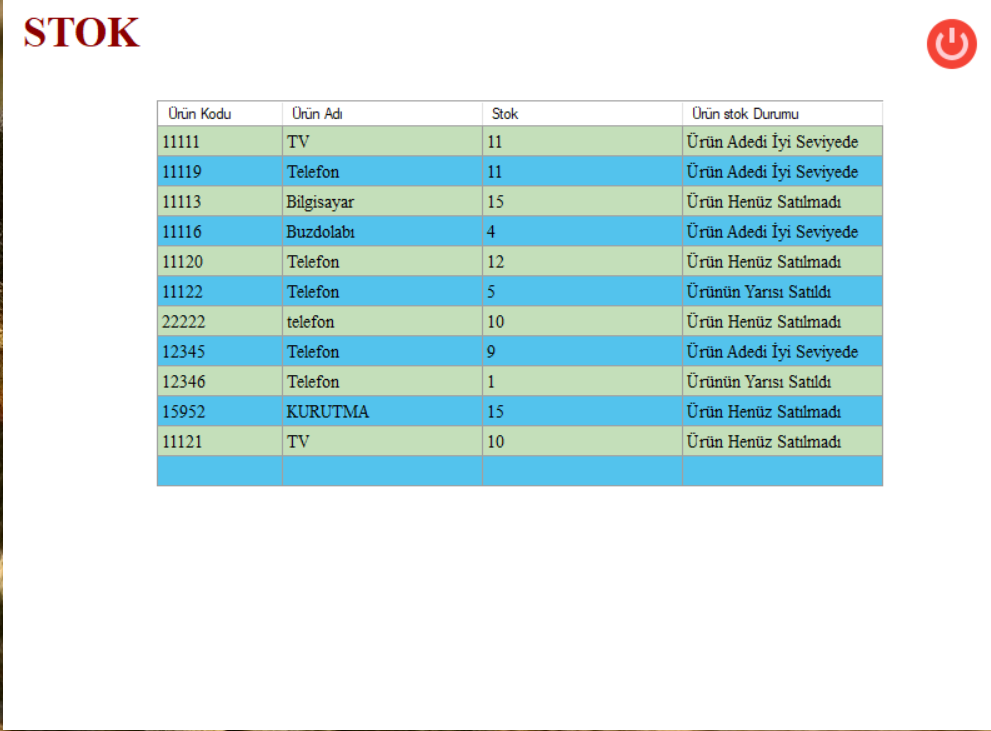 STOK
Ürün Kodu Ürün Adı Stok Ürün stok Durumu
11111 TV 11 Ürün Adedi İyi Seviyede
11119 Telefon 11 Ürün Adedi İyi Seviyede
11113 Bilgisayar 15 Ürün Henüz Satılmadı
11116 Buzdolabı 4 Ürün Adedi İyi Seviyede
11120 Telefon 12 Ürün Henüz Satılmadı
11122 Telefon 5 Ürünün Yarısı Satıldı
22222 telefon 10 Ürün Henüz Satılmadı
12345 Telefon 9 Ürün Adedi İyi Seviyede
12346 Telefon 1 Ürünün Yarısı Satıldı
15952 KURUTMA 15 Ürün Henüz Satılmadı
11121 TV 10 Ürün Henüz Satılmadı